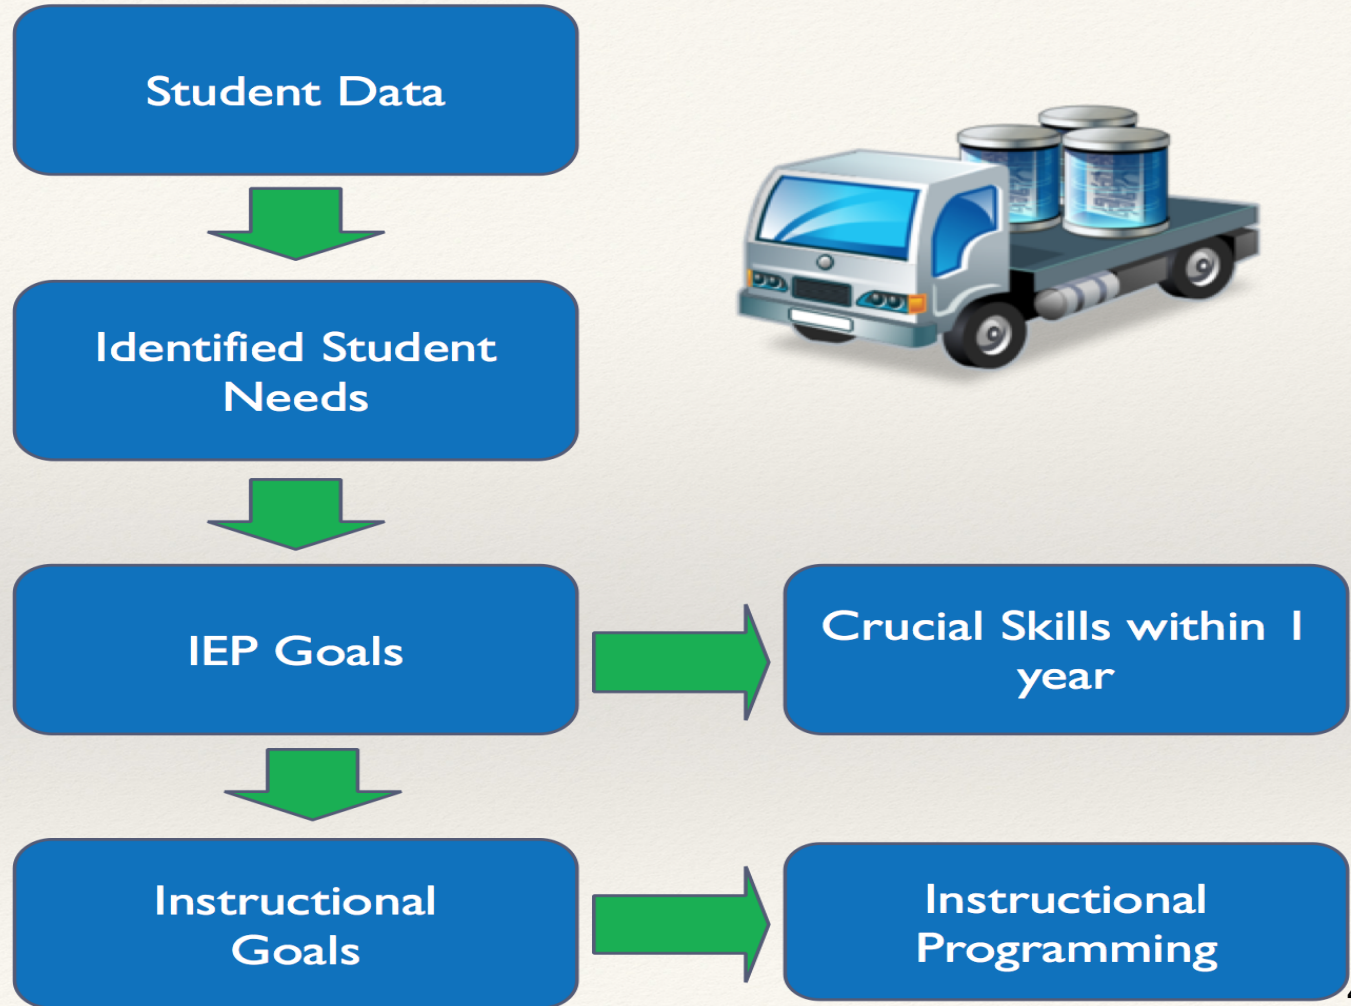 Student Data
Identified Student
Needs
IEP Goals
Crucial Skills within 1
year
Instructional
Goals
Instructional
Programming